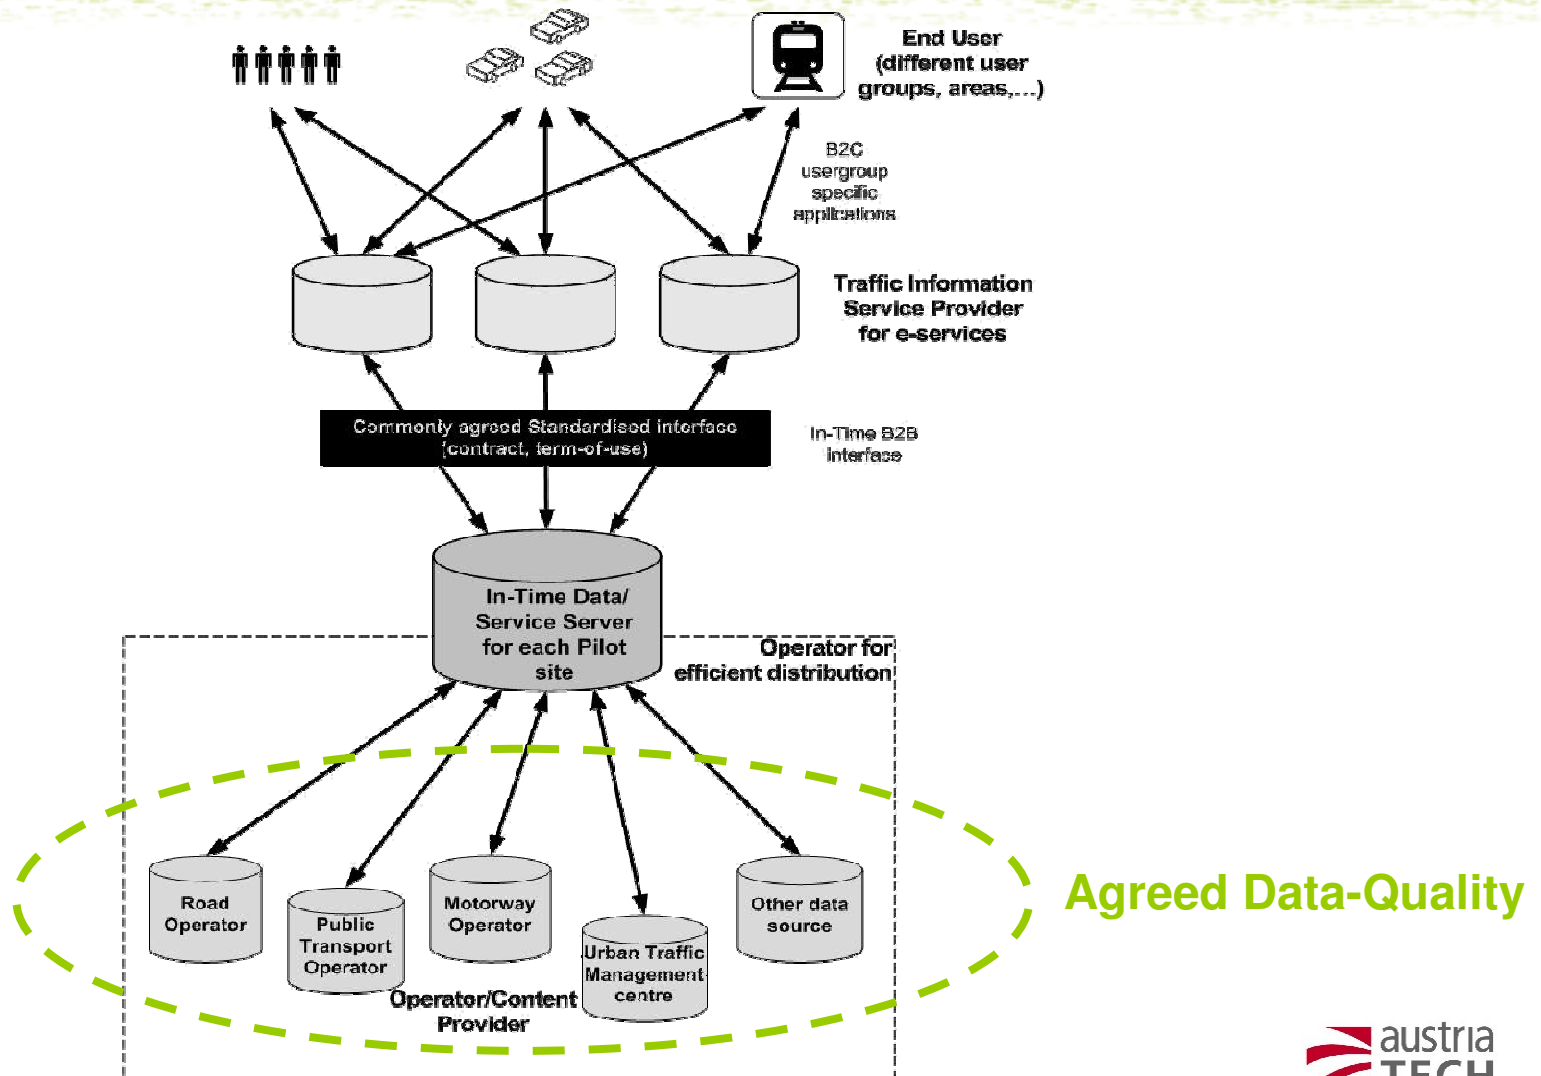 End User
(different user
groups, areas,...)
B2C
usergroup
specific
applications
Traffic Information
Service Provider
for e-services
Commonly agreed Standardised interface
(contract, term-of-use)
In-Time B2B
interface
In-Time Data/
Service Server
for each Pilot
site
Operator for
efficient distribution
Road
Operator
Public
Transport
Operator
Motorway
Operator
Urban Traffic
Management
centre
Other data
source
Operator/Content
Provider
Agreed Data-Quality
austria
TECH